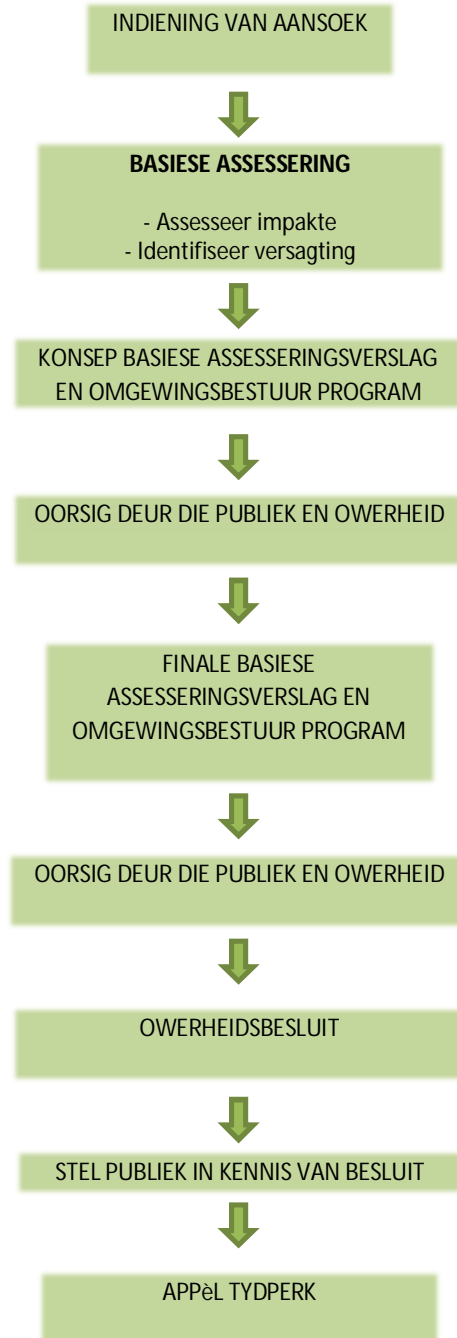 INDIENING VAN AANSOEK
BASIESE ASSESSERING
- Assesseer impakte
- Identifiseer versagting
KONSEP BASIESE ASSESSERINGSVERSLAG
EN OMGEWINGSBESTUUR PROGRAM
OORSIG DEUR DIE PUBLIEK EN OWERHEID
FINALE BASIESE
ASSESSERINGSVERSLAG EN
OMGEWINGSBESTUUR PROGRAM
OORSIG DEUR DIE PUBLIEK EN OWERHEID
OWERHEIDSBESLUIT
STEL PUBLIEK IN KENNIS VAN BESLUIT
APPèL TYDPERK